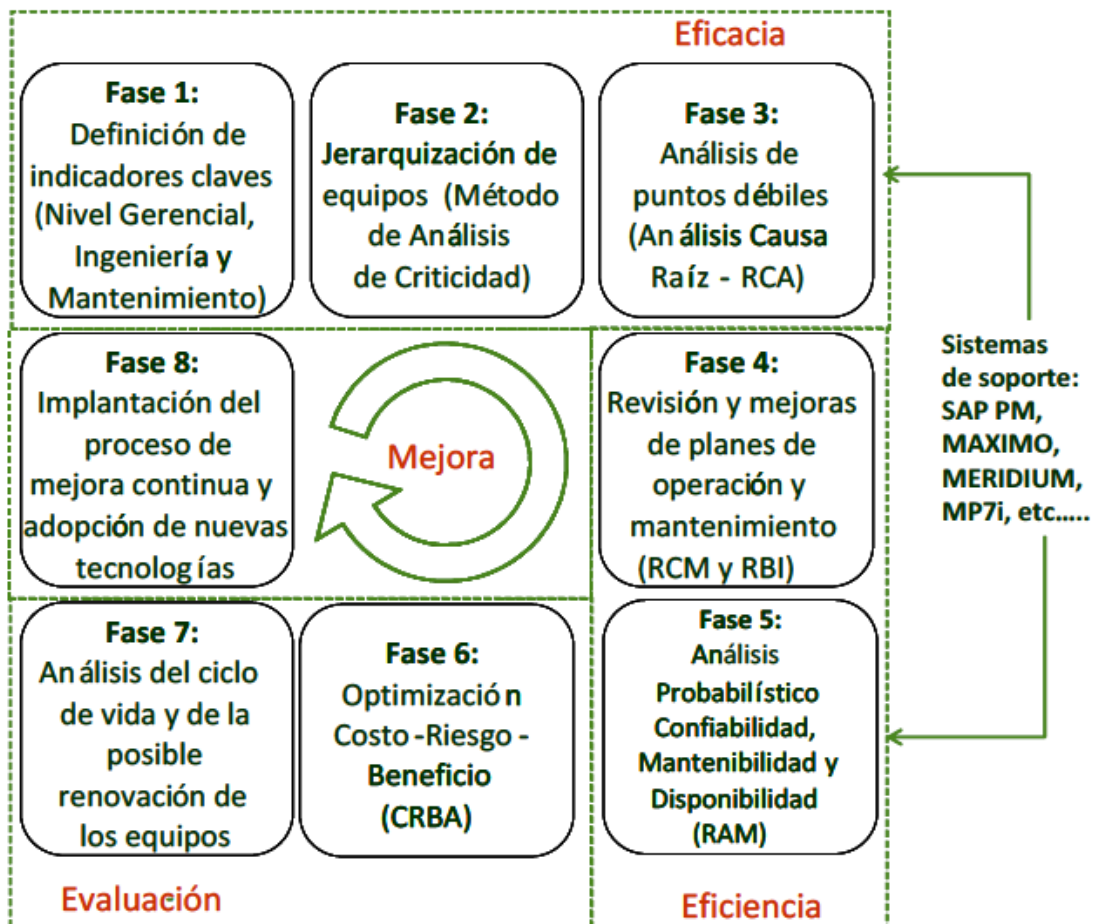 Eficacia
Fase 1:
Definición de
indicadores claves
(Nivel Gerencial,
Ingeniería y
Mantenimiento)
Fase 2:
Jerarquización de
equipos (Método
de Análisis
de Criticidad)
Fase 3:
Análisis de
puntos débiles
(Análisis Causa
Raíz - RCA)
Fase 8:
Implantación del
proceso de
mejora continua y
adopción de nuevas
tecnologías
Mejora
Fase 4:
Revisión y mejoras
de planes de
operación y
mantenimiento
(RCM y RBI)
Sistemas
de soporte:
SAP PM,
MAXIMO,
MERIDIUM,
MP7i, etc.....
Fase 7:
Análisis del ciclo
de vida y de la
posible
renovación de
los equipos
Fase 6:
Optimización
Costo -Riesgo -
Beneficio
(CRBA)
Fase 5:
Análisis
Probabilístico
Confiabilidad,
Mantenibilidad y
Disponibilidad
(RAM)
Evaluación
Eficiencia